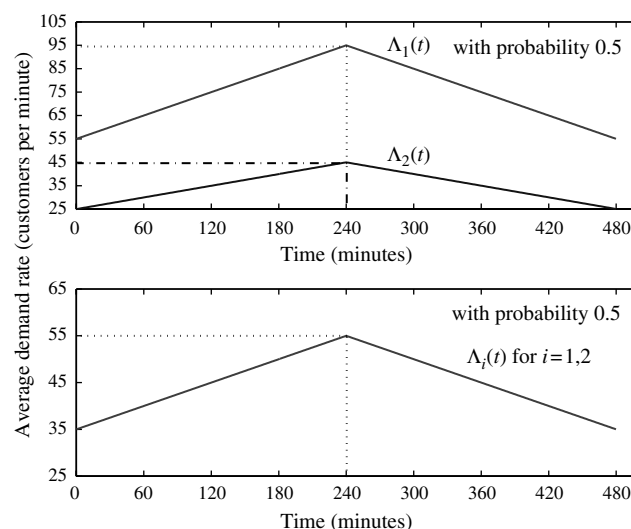 Average demand rate (customers per minute)
105
95
85
75
65
55
45
35
25
Λ₁(t)
with probability 0.5
Λ₂(t)
0 60 120 180 240 300 360 420 480
Time (minutes)
65
55
45
35
25
with probability 0.5
Λᵢ(t) for i=1,2
0 60 120 180 240 300 360 420 480
Time (minutes)